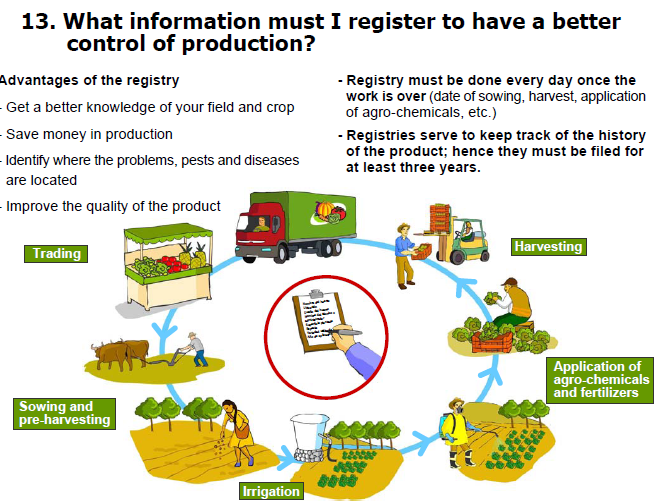 13. What information must I register to have a better
control of production?
Advantages of the registry
- Get a better knowledge of your field and crop
- Save money in production
- Identify where the problems, pests and diseases
are located
- Improve the quality of the product
- Registry must be done every day once the
work is over (date of sowing, harvest, application
of agro-chemicals, etc.)
- Registries serve to keep track of the history
of the product; hence they must be filed for
at least three years.
Trading
Harvesting
Application of
agro-chemicals
and fertilizers
Sowing and
pre-harvesting
Irrigation